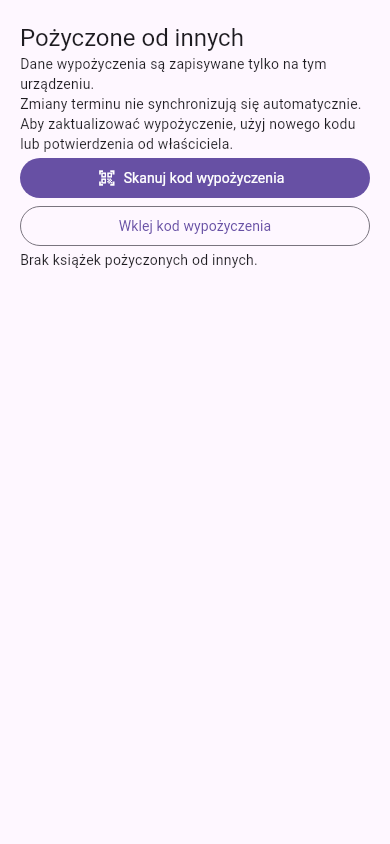 Pożyczone od innych
Dane wypożyczenia są zapisywane tylko na tym
urządzeniu.
Zmiany terminu nie synchronizują się automatycznie.
Aby zaktualizować wypożyczenie, użyj nowego kodu
lub potwierdzenia od właściciela.
Skanuj kod wypożyczenia
Wklej kod wypożyczenia
Brak książek pożyczonych od innych.